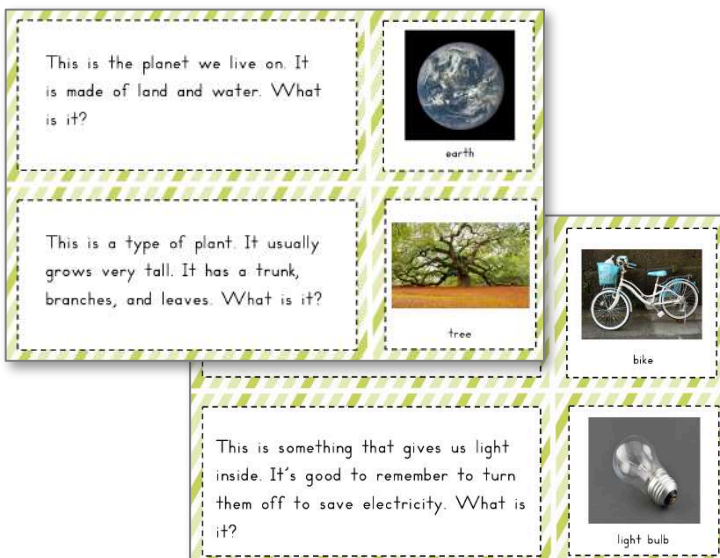 This is the planet we live on. It
is made of land and water. What
is it?
earth
This is a type of plant. It usually
grows very tall. It has a trunk,
branches, and leaves. What is it?
tree
bike
This is something that gives us light
inside. It's good to remember to turn
them off to save electricity. What is
it?
light bulb